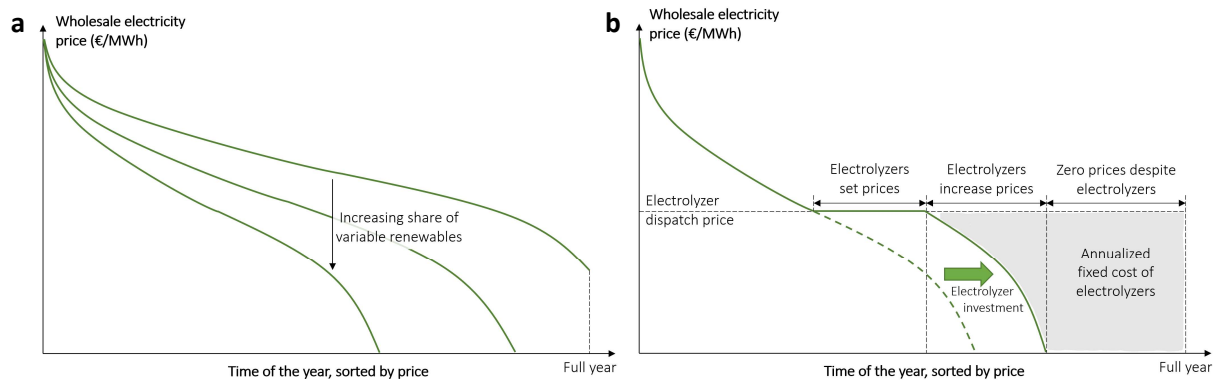 a
Wholesale electricity
price (€/MWh)
Increasing share of
variable renewables
Time of the year, sorted by price
Full year
b
Wholesale electricity
price (€/MWh)
Electrolyzers
set prices
Electrolyzers
increase prices
Zero prices despite
electrolyzers
Electrolyzer
dispatch price
Annualized
fixed cost of
electrolyzers
Electrolyzer
investment
Time of the year, sorted by price
Full year